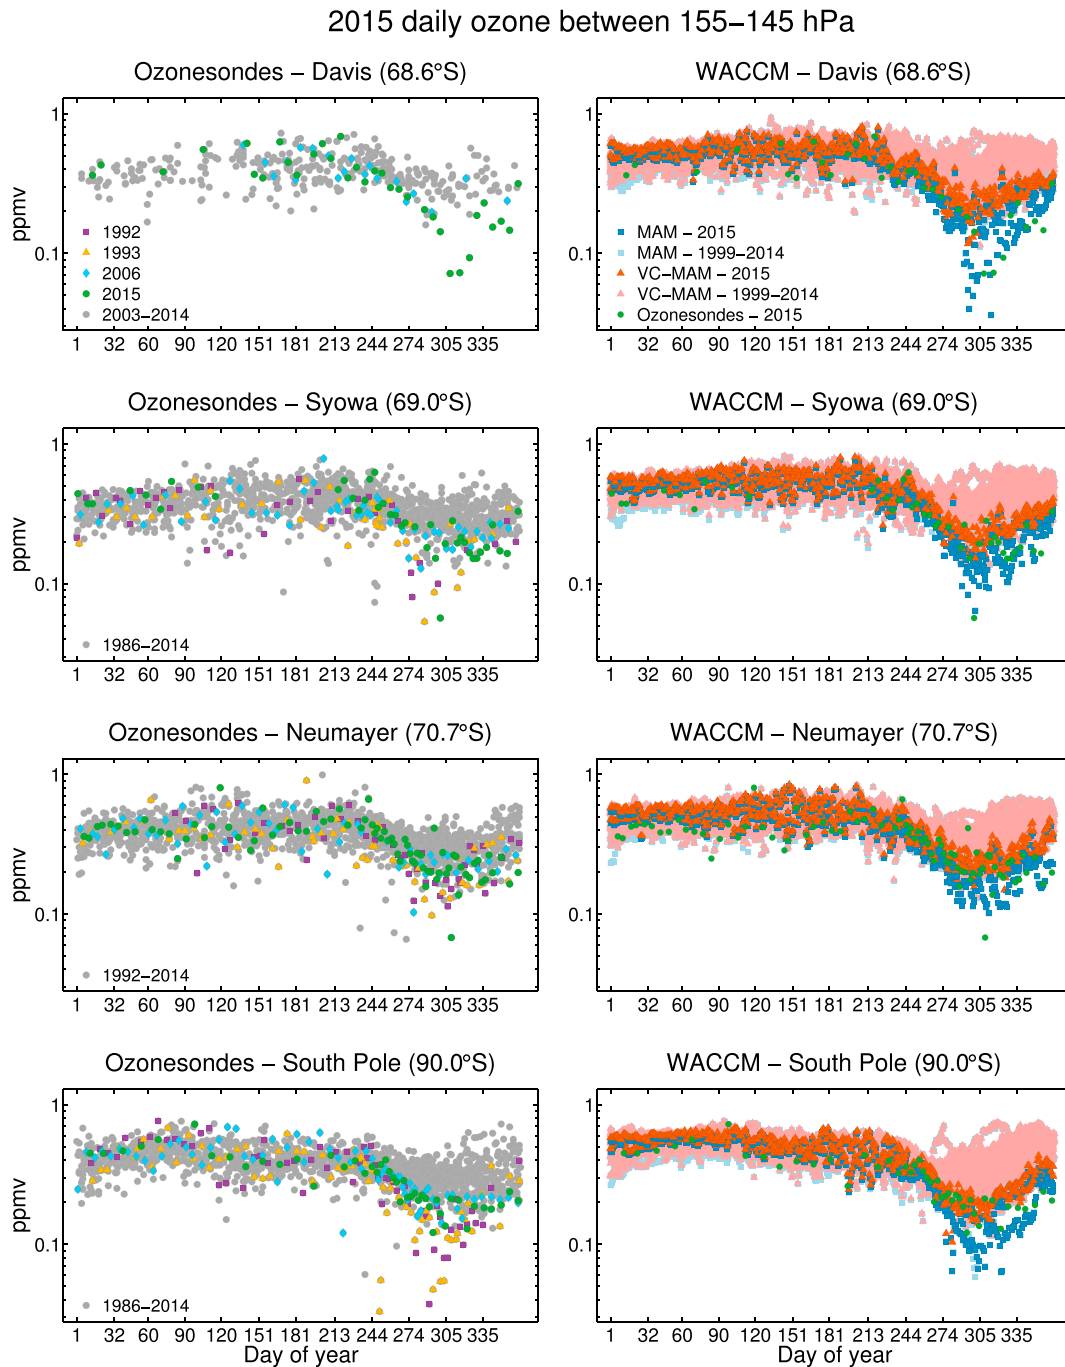 2015 daily ozone between 155−145 hPa
Ozonesondes − Davis (68.6°S)
1
0.1
ppmv
1992
1993
2006
2015
2003−2014
1 32 60 90 120 151 181 213 244 274 305 335
WACCM − Davis (68.6°S)
1
0.1
MAM − 2015
MAM − 1999−2014
VC−MAM − 2015
VC−MAM − 1999−2014
Ozonesondes − 2015
1 32 60 90 120 151 181 213 244 274 305 335
Ozonesondes − Syowa (69.0°S)
1
0.1
ppmv
1986−2014
1 32 60 90 120 151 181 213 244 274 305 335
WACCM − Syowa (69.0°S)
1
0.1
1 32 60 90 120 151 181 213 244 274 305 335
Ozonesondes − Neumayer (70.7°S)
1
0.1
ppmv
1992−2014
1 32 60 90 120 151 181 213 244 274 305 335
WACCM − Neumayer (70.7°S)
1
0.1
1 32 60 90 120 151 181 213 244 274 305 335
Ozonesondes − South Pole (90.0°S)
1
0.1
ppmv
1986−2014
1 32 60 90 120 151 181 213 244 274 305 335
Day of year
WACCM − South Pole (90.0°S)
1
0.1
1 32 60 90 120 151 181 213 244 274 305 335
Day of year